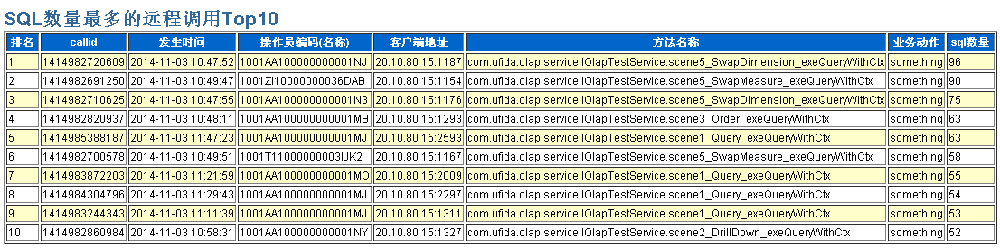 SQL数量最多的远程调用Top10
排名 callid 发生时间 操作员编码(名称) 客户端地址 方法名称 业务动作 sql数量
1 1414982720609 2014-11-03 10:47:52 1001AA100000000001NJ 20.10.80.15:1187 com.ufida.olap.service.IOlapTestService.scene5_SwapDimension_exeQueryWithCtx something 96
2 1414982691250 2014-11-03 10:49:47 1001ZI10000000036DAB 20.10.80.15:1154 com.ufida.olap.service.IOlapTestService.scene5_SwapMeasure_exeQueryWithCtx something 90
3 1414982710625 2014-11-03 10:47:55 1001AA100000000001N3 20.10.80.15:1176 com.ufida.olap.service.IOlapTestService.scene5_SwapDimension_exeQueryWithCtx something 75
4 1414982820937 2014-11-03 10:48:11 1001AA100000000001MB 20.10.80.15:1293 com.ufida.olap.service.IOlapTestService.scene3_Order_exeQueryWithCtx something 63
5 1414985388187 2014-11-03 11:47:23 1001AA100000000001MJ 20.10.80.15:2593 com.ufida.olap.service.IOlapTestService.scene1_Query_exeQueryWithCtx something 63
6 1414982700578 2014-11-03 10:49:51 1001T11000000003IJK2 20.10.80.15:1167 com.ufida.olap.service.IOlapTestService.scene5_SwapMeasure_exeQueryWithCtx something 58
7 1414983872203 2014-11-03 11:21:59 1001AA100000000001MO 20.10.80.15:2009 com.ufida.olap.service.IOlapTestService.scene1_Query_exeQueryWithCtx something 55
8 1414984304796 2014-11-03 11:29:43 1001AA100000000001MJ 20.10.80.15:2297 com.ufida.olap.service.IOlapTestService.scene1_Query_exeQueryWithCtx something 54
9 1414983244343 2014-11-03 11:11:39 1001AA100000000001MJ 20.10.80.15:1311 com.ufida.olap.service.IOlapTestService.scene1_Query_exeQueryWithCtx something 53
10 1414982860984 2014-11-03 10:58:31 1001AA100000000001NY 20.10.80.15:1327 com.ufida.olap.service.IOlapTestService.scene2_DrillDown_exeQueryWithCtx something 52